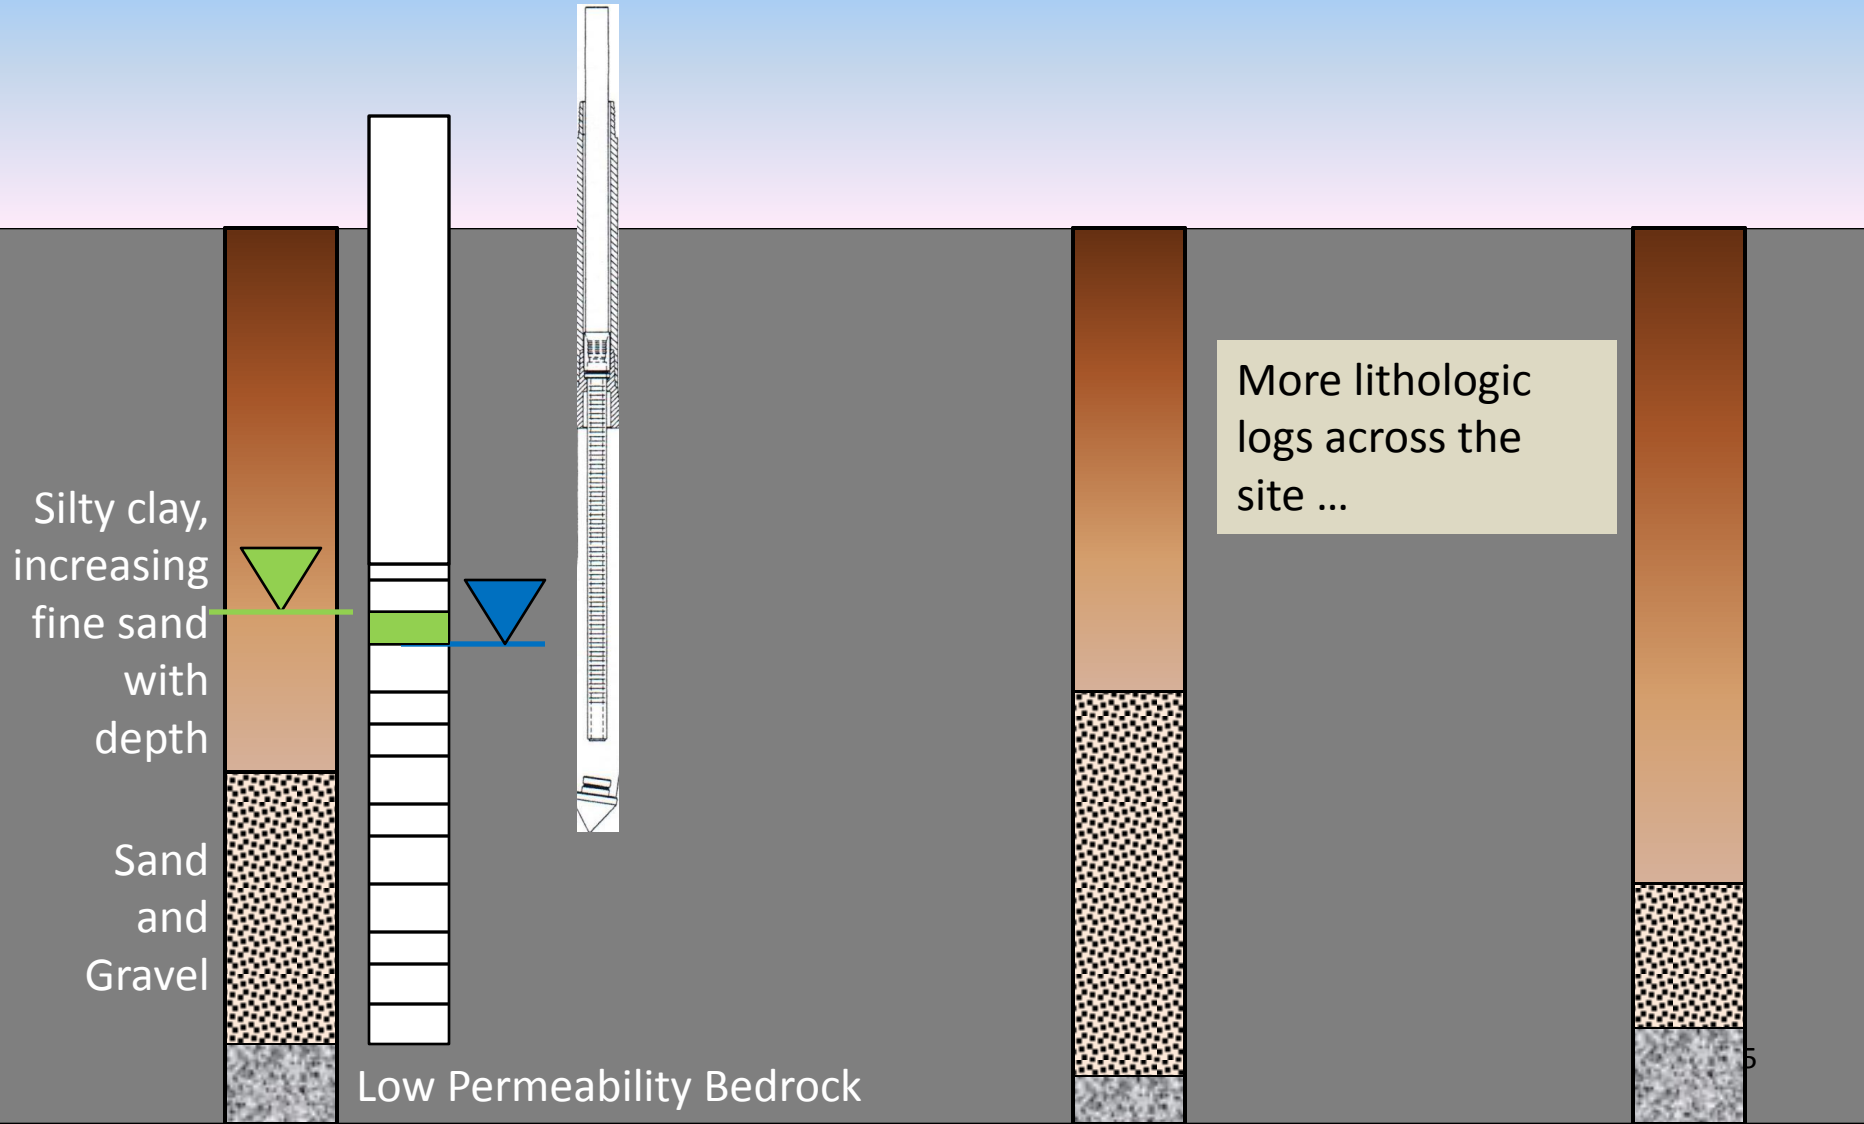 Silty clay,
increasing
fine sand
with
depth
Sand
and
Gravel
Low Permeability Bedrock
More lithologic
logs across the
site ...